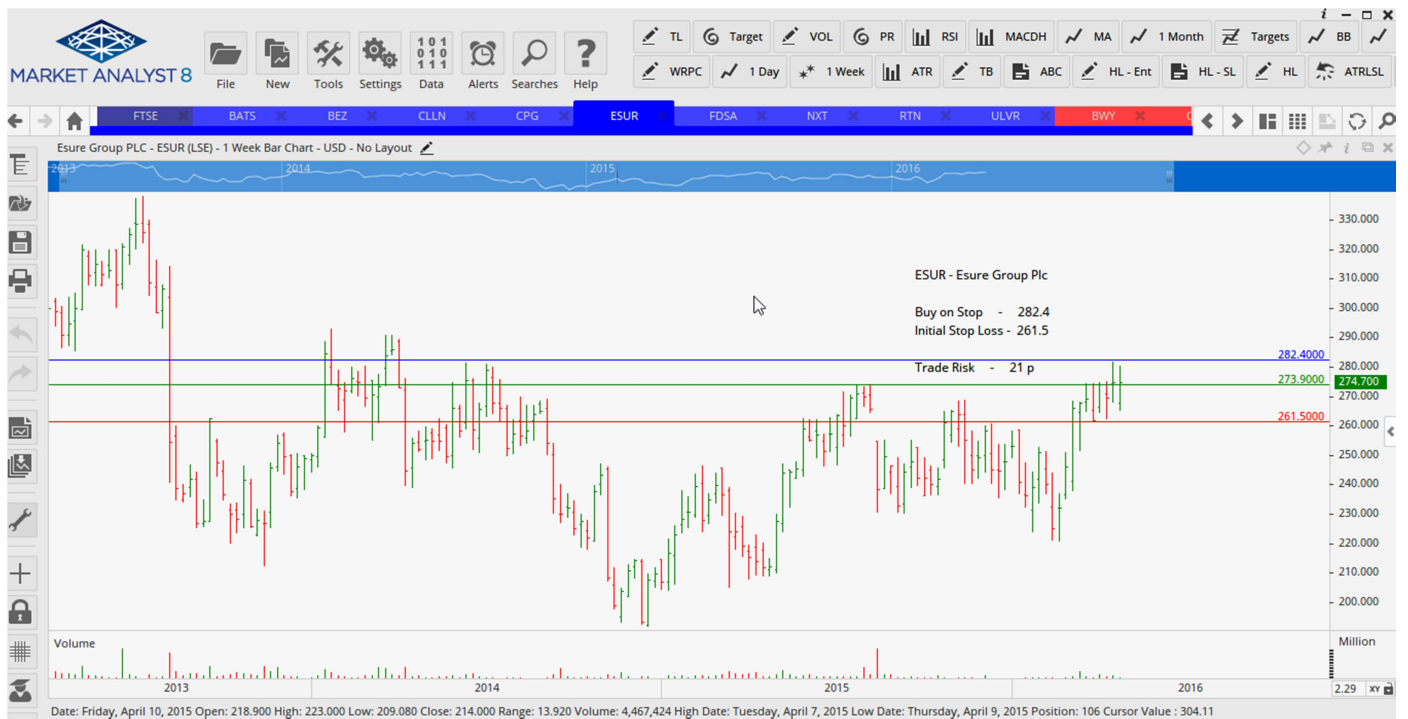 i
MARKET ANALYST 8
File New Tools Settings 101 010 111 Data Alerts Searches ? Help
TL Target VOL PR RSI MACDH MA 1 Month Targets BB
WRPC 1 Day 1 Week ATR TB ABC HL - Ent HL - SL HL ATRLSL
FTSE BATS BEZ CLLN CPG ESUR FDSA NXT RTN ULVR BWY
Esure Group PLC - ESUR (LSE) - 1 Week Bar Chart - USD - No Layout
2013 2014 2015 2016
330.000
320.000
ESUR - Esure Group Plc
310.000
Buy on Stop - 282.4
300.000
Initial Stop Loss - 261.5
290.000
282.4000
Trade Risk - 21 p
280.000
273.9000
274.700
270.000
261.5000
260.000
250.000
240.000
230.000
220.000
210.000
200.000
Volume
Million
2013 2014 2015 2016
2.29 XY
Date: Friday, April 10, 2015 Open: 218.900 High: 223.000 Low: 209.080 Close: 214.000 Range: 13.920 Volume: 4,467,424 High Date: Tuesday, April 7, 2015 Low Date: Thursday, April 9, 2015 Position: 106 Cursor Value : 304.11